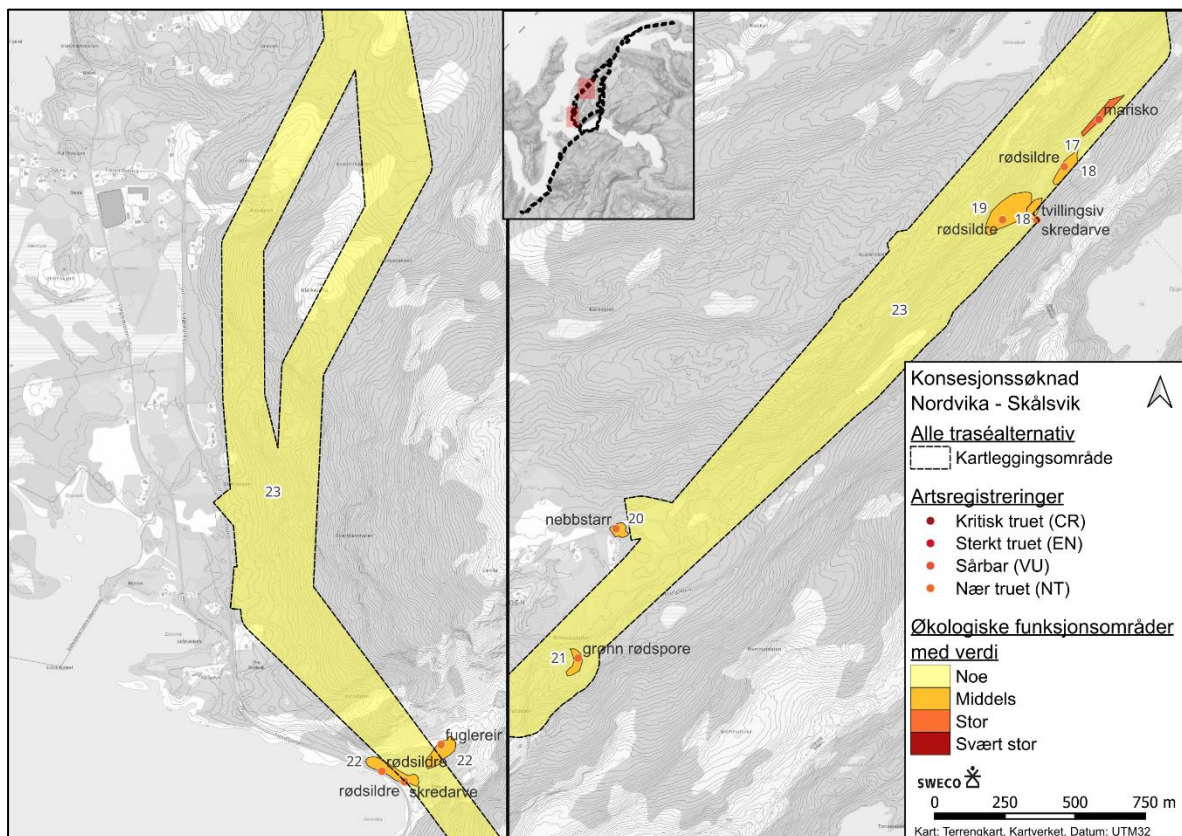 23
fuglereir
rødsildre
22
22
rødsildre
skredarve
marisko
17
rødsildre
18
19
tvillingsiv
18
rødsildre
skredarve
23
nebbstarr
20
21
grønn rødspore
Konsesjonssøknad
Nordvika - Skålsvik
Alle traséalternativ
Kartleggingsområde
Artsregistreringer
Kritisk truet (CR)
Sterkt truet (EN)
Sårbar (VU)
Nær truet (NT)
Økologiske funksjonsområder
med verdi
Noe
Middels
Stor
Svært stor
SWECO
0 250 500 750 m
Kart: Terrengkart, Kartverket, Datum: UTM32